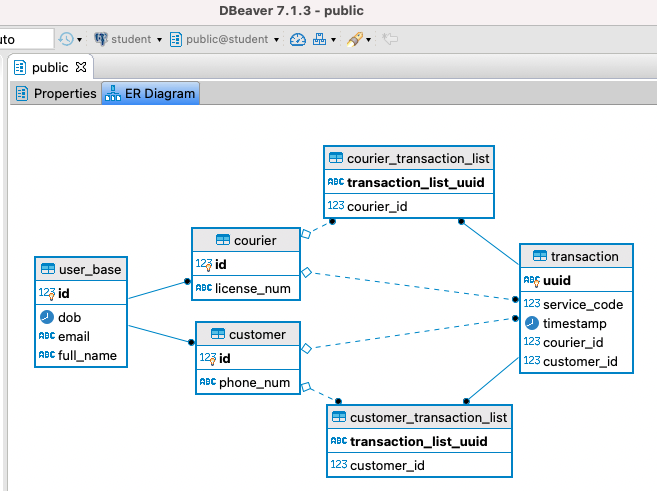 DBeaver 7.1.3 - public
uto
student
public@student
public
Properties
ER Diagram
courier_transaction_list
ABC transaction_list_uuid
123 courier_id
courier
123 id
ABC license_num
transaction
ABC uuid
123 service_code
timestamp
123 courier_id
123 customer_id
user_base
123 id
dob
ABC email
ABC full_name
customer
123 id
ABC phone_num
customer_transaction_list
ABC transaction_list_uuid
123 customer_id